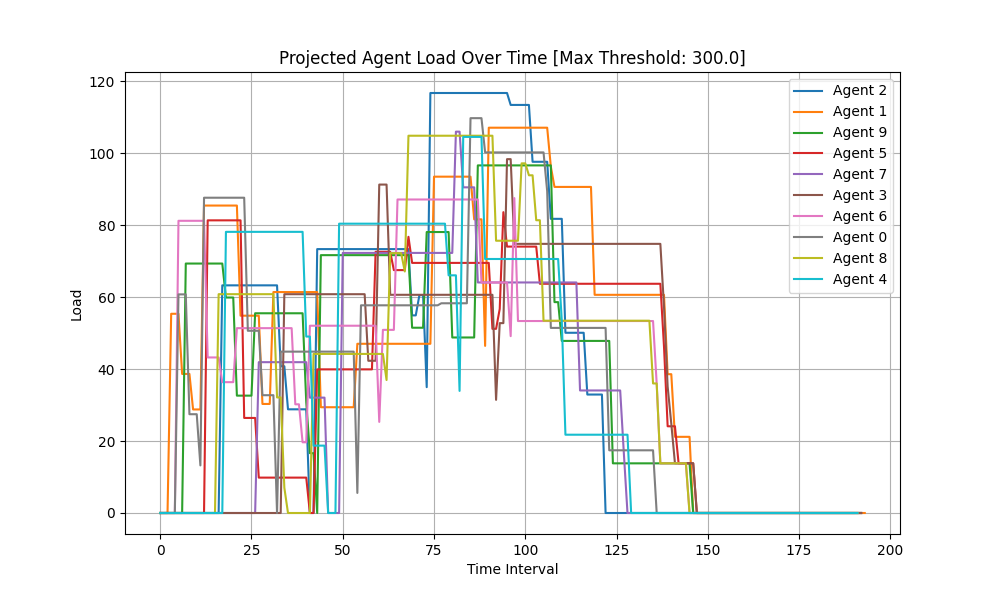 Projected Agent Load Over Time [Max Threshold: 300.0]
120
100
80
60
40
20
0
Load
0 25 50 75 100 125 150 175 200
Time Interval
Agent 2
Agent 1
Agent 9
Agent 5
Agent 7
Agent 3
Agent 6
Agent 0
Agent 8
Agent 4